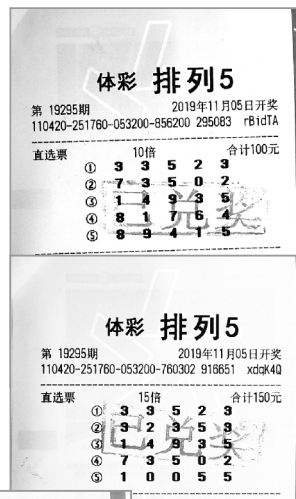 体彩 排列5
第 19295期 2019年11月05日开奖
110420-251760-053200-856200 295083 rBidTA
直选票 10倍 合计100元
① 3 3 5 2 3
② 7 3 5 0 2
③ 1 4 9 3 5
④ 8 1 7 6 4
⑤ 8 9 4 1 5
已兑奖
体彩 排列5
第 19295期 2019年11月05日开奖
110420-251760-053200-760302 916651 xdqK4Q
直选票 15倍 合计150元
① 3 3 5 2 3
② 3 2 3 5 3
③ 1 4 9 3 5
④ 7 3 5 0 2
⑤ 1 0 0 5 5
已兑奖